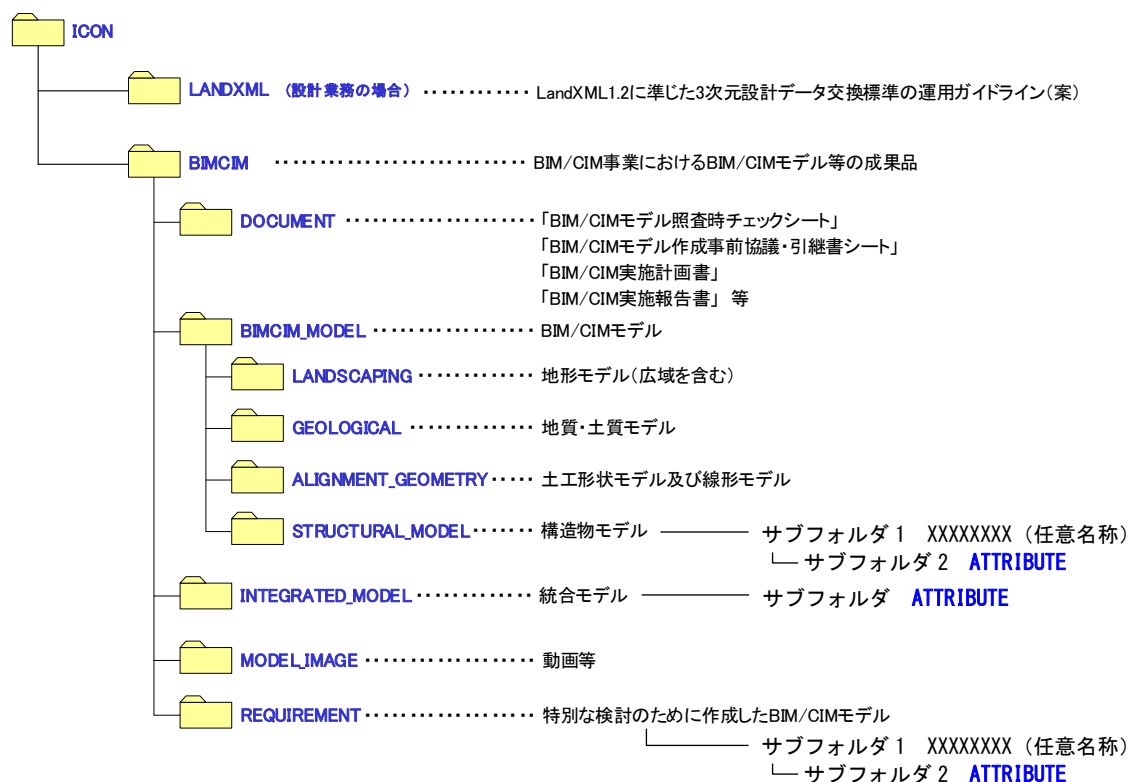 ICON
LANDXML (設計業務の場合) ………… LandXML1.2に準じた3次元設計データ交換標準の運用ガイドライン(案)
BIMCIM ………………………… BIM/CIM事業におけるBIM/CIMモデル等の成果品
DOCUMENT ………………… 「BIM/CIMモデル照査時チェックシート」
「BIM/CIMモデル作成事前協議・引継書シート」
「BIM/CIM実施計画書」
「BIM/CIM実施報告書」 等
BIMCIM_MODEL ……………… BIM/CIMモデル
LANDSCAPING ………… 地形モデル(広域を含む)
GEOLOGICAL ………… 地質・土質モデル
ALIGNMENT_GEOMETRY ‥‥ 土工形状モデル及び線形モデル
STRUCTURAL_MODEL ‥‥‥ 構造物モデル サブフォルダ1 XXXXXXXX (任意名称)
サブフォルダ2 ATTRIBUTE
INTEGRATED_MODEL ………… 統合モデル サブフォルダ ATTRIBUTE
MODEL_IMAGE ……………… 動画等
REQUIREMENT ……………… 特別な検討のために作成したBIM/CIMモデル
サブフォルダ1 XXXXXXXX (任意名称)
サブフォルダ2 ATTRIBUTE